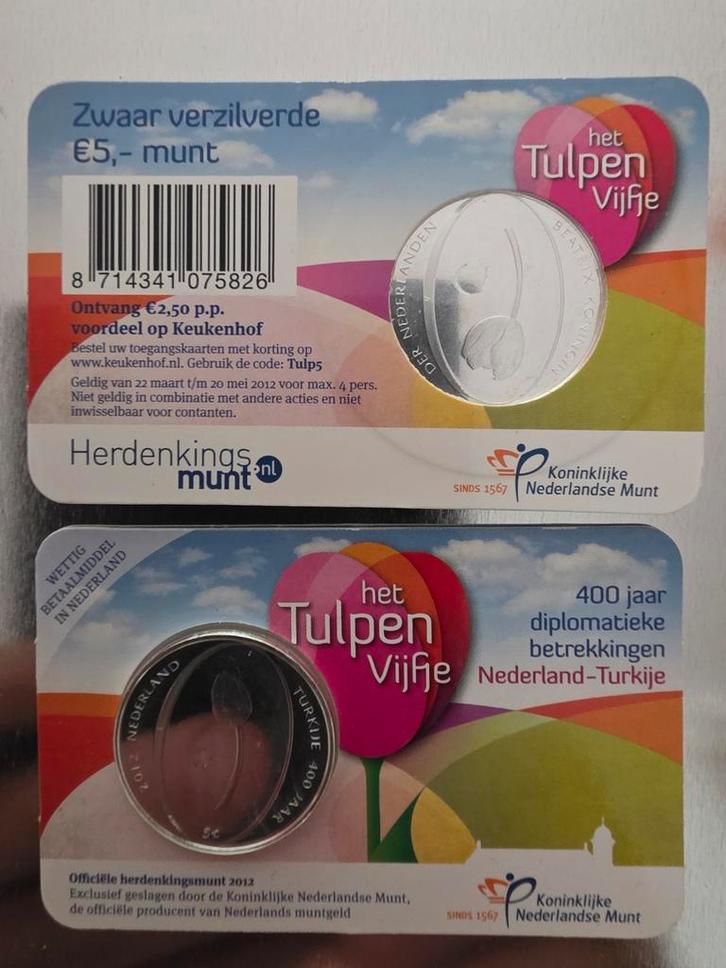 Zwaar verzilverde
€5,- munt
het
Tulpen
Vijfje
8 714341 075826
DER NEDERLANDEN
BEATRIX KONINGIN
Ontvang €2,50 p.p.
voordeel op Keukenhof
Bestel uw toegangskaarten met korting op
www.keukenhof.nl. Gebruik de code: Tulp5
Geldig van 22 maart t/m 20 mei 2012 voor max. 4 pers.
Niet geldig in combinatie met andere acties en niet
inwisselbaar voor contanten.
Herdenkings
munt.nl
SINDS 1567
Koninklijke
Nederlandse Munt
WETTIG
BETAALMIDDEL
IN NEDERLAND
het
Tulpen
Vijfje
400 jaar
diplomatieke
betrekkingen
Nederland-Turkije
2012 NEDERLAND
TURKIJE 400 JAAR
5€
Officiële herdenkingsmunt 2012
Exclusief geslagen door de Koninklijke Nederlandse Munt,
de officiële producent van Nederlands muntgeld
SINDS 1567
Koninklijke
Nederlandse Munt